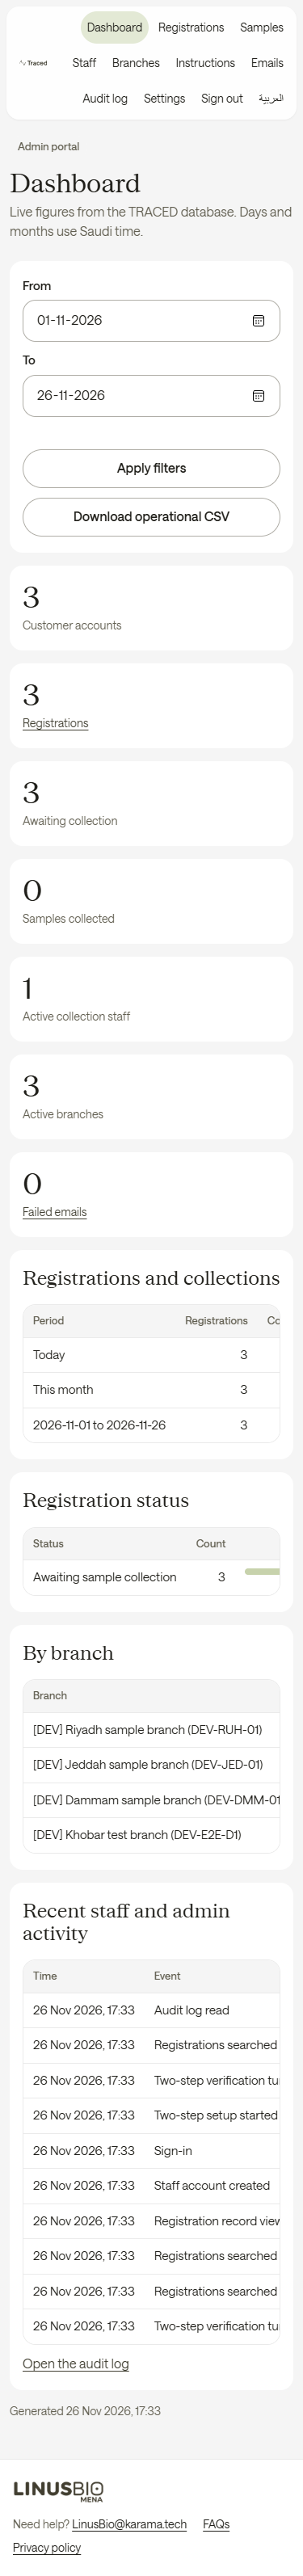 Dashboard Registrations Samples
Traced Staff Branches Instructions Emails
Audit log Settings Sign out العربية
Admin portal
Dashboard
Live figures from the TRACED database. Days and
months use Saudi time.
From
01-11-2026
To
26-11-2026
Apply filters
Download operational CSV
3
Customer accounts
3
Registrations
3
Awaiting collection
0
Samples collected
1
Active collection staff
3
Active branches
0
Failed emails
Registrations and collections
Period Registrations Co
Today 3
This month 3
2026-11-01 to 2026-11-26 3
Registration status
Status Count
Awaiting sample collection 3
By branch
Branch
[DEV] Riyadh sample branch (DEV-RUH-01)
[DEV] Jeddah sample branch (DEV-JED-01)
[DEV] Dammam sample branch (DEV-DMM-01
[DEV] Khobar test branch (DEV-E2E-D1)
Recent staff and admin
activity
Time Event
26 Nov 2026, 17:33 Audit log read
26 Nov 2026, 17:33 Registrations searched
26 Nov 2026, 17:33 Two-step verification tu
26 Nov 2026, 17:33 Two-step setup started
26 Nov 2026, 17:33 Sign-in
26 Nov 2026, 17:33 Staff account created
26 Nov 2026, 17:33 Registration record view
26 Nov 2026, 17:33 Registrations searched
26 Nov 2026, 17:33 Registrations searched
26 Nov 2026, 17:33 Two-step verification tu
Open the audit log
Generated 26 Nov 2026, 17:33
LINUSBIO
MENA
Need help? LinusBio@karama.tech FAQs
Privacy policy